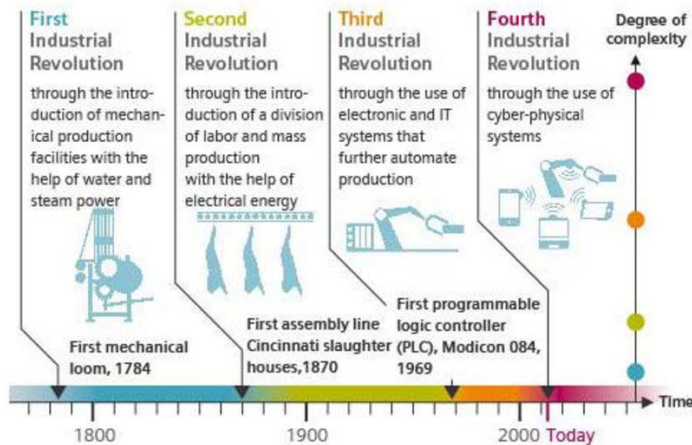 First
Industrial
Revolution
through the intro-
duction of mechan-
ical production
facilities with the
help of water and
steam power
First mechanical
loom, 1784
Second
Industrial
Revolution
through the intro-
duction of a division
of labor and mass
production
with the help of
electrical energy
First assembly line
Cincinnati slaughter
houses,1870
Third
Industrial
Revolution
through the use of
electronic and IT
systems that
further automate
production
First programmable
logic controller
(PLC), Modicon 084,
1969
Fourth
Industrial
Revolution
through the use of
cyber-physical
systems
Degree of
complexity
Time
1800
1900
2000
Today